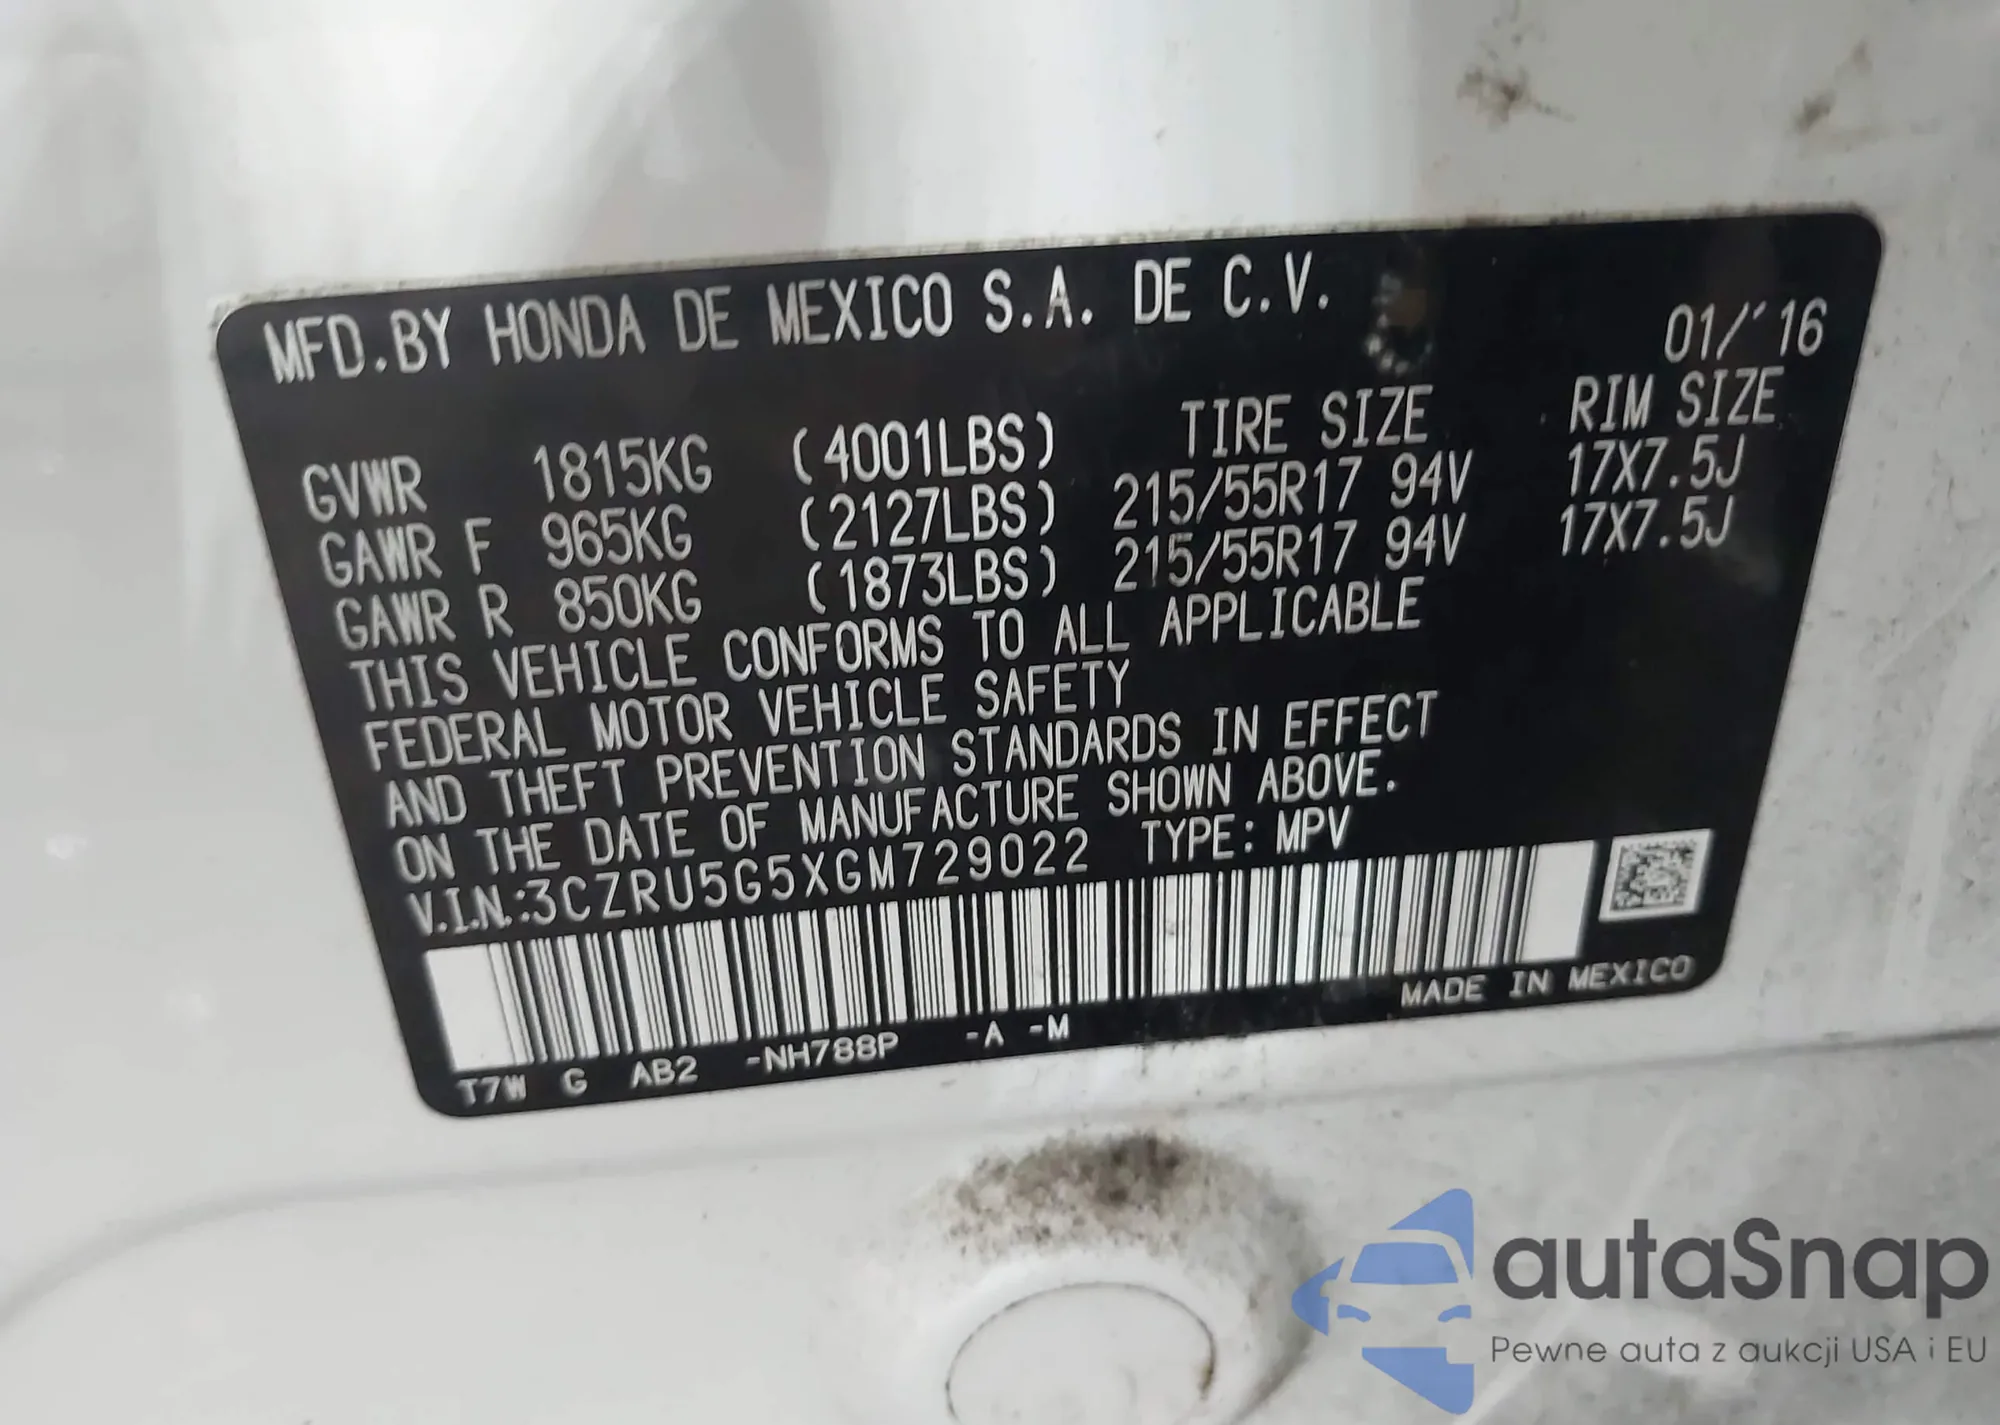 MFD.BY HONDA DE MEXICO S.A. DE C.V.
01/'16
TIRE SIZE RIM SIZE
GVWR 1815KG (4001LBS)
GAWR F 965KG (2127LBS) 215/55R17 94V 17X7.5J
GAWR R 850KG (1873LBS) 215/55R17 94V 17X7.5J
THIS VEHICLE CONFORMS TO ALL APPLICABLE
FEDERAL MOTOR VEHICLE SAFETY
AND THEFT PREVENTION STANDARDS IN EFFECT
ON THE DATE OF MANUFACTURE SHOWN ABOVE.
V.I.N.:3CZRU5G5XGM729022 TYPE: MPV
MADE IN MEXICO
T7W G AB2 -NH788P -A -M
autaSnap
Pewne auta z aukcji USA i EU